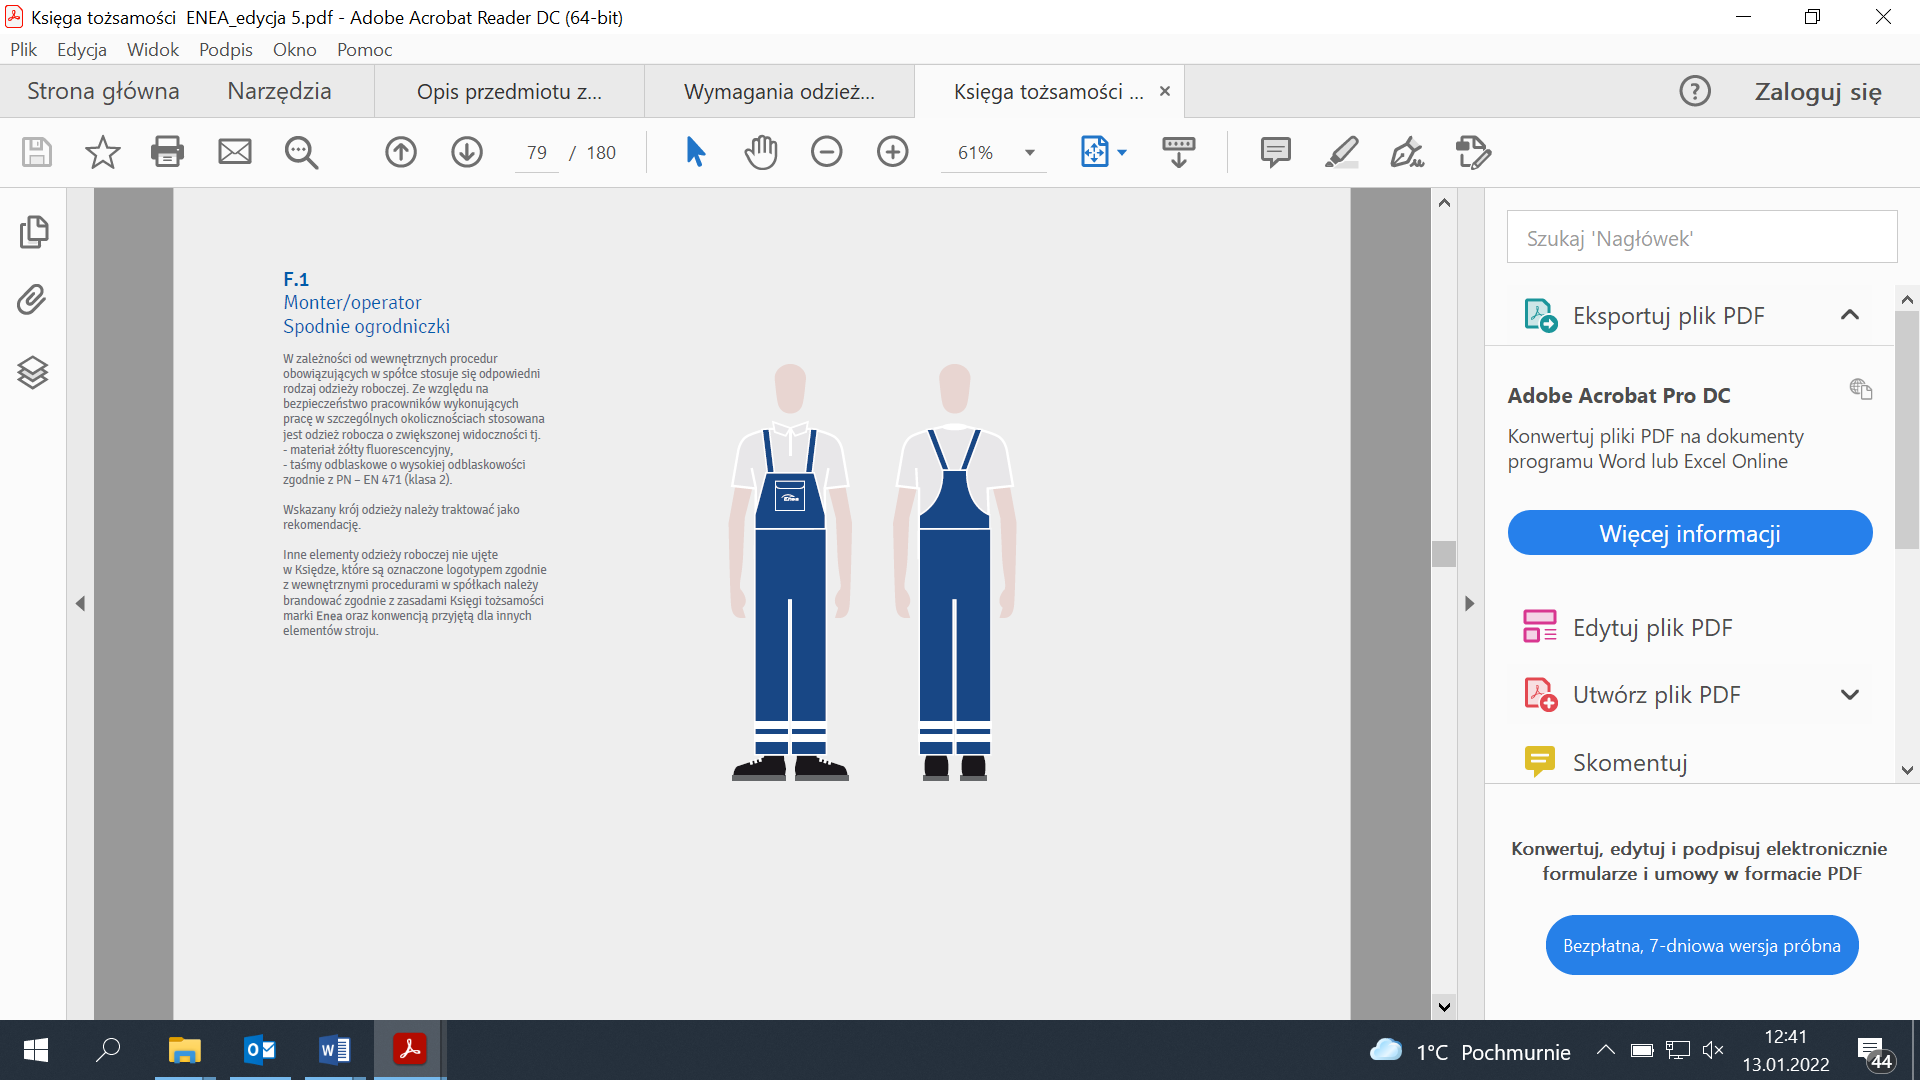 Księga tożsamości  ENEA_edycja 5.pdf - Adobe Acrobat Reader DC (64-bit)
Plik Edycja Widok Podpis Okno Pomoc
Strona główna Narzędzia Opis przedmiotu z... Wymagania odzież... Księga tożsamości ... × ? Zaloguj się
79 / 180 61%
F.1
Monter/operator
Spodnie ogrodniczki
W zależności od wewnętrznych procedur
obowiązujących w spółce stosuje się odpowiedni
rodzaj odzieży roboczej. Ze względu na
bezpieczeństwo pracowników wykonujących
pracę w szczególnych okolicznościach stosowana
jest odzież robocza o zwiększonej widoczności tj.
- materiał żółty fluorescencyjny,
- taśmy odblaskowe o wysokiej odblaskowości
zgodnie z PN – EN 471 (klasa 2).
Wskazany krój odzieży należy traktować jako
rekomendację.
Inne elementy odzieży roboczej nie ujęte
w Księdze, które są oznaczone logotypem zgodnie
z wewnętrznymi procedurami w spółkach należy
brandować zgodnie z zasadami Księgi tożsamości
marki Enea oraz konwencją przyjętą dla innych
elementów stroju.
Enea
Szukaj 'Nagłówek'
Eksportuj plik PDF
Adobe Acrobat Pro DC
Konwertuj pliki PDF na dokumenty
programu Word lub Excel Online
Więcej informacji
Edytuj plik PDF
Utwórz plik PDF
Skomentuj
Konwertuj, edytuj i podpisuj elektronicznie
formularze i umowy w formacie PDF
Bezpłatna, 7-dniowa wersja próbna
1°C Pochmurnie
12:41
13.01.2022
44